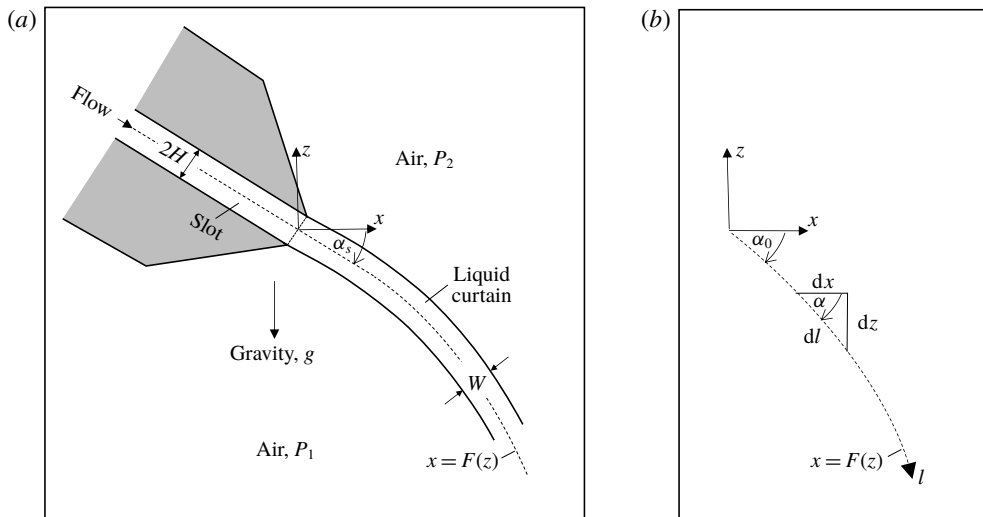 (a)
Flow
2H
z
Air, P₂
x
Slot
αₛ
Liquid
curtain
Gravity, g
W
Air, P₁
x = F(z)
(b)
z
x
α₀
dx
α
dz
dl
x = F(z)
l